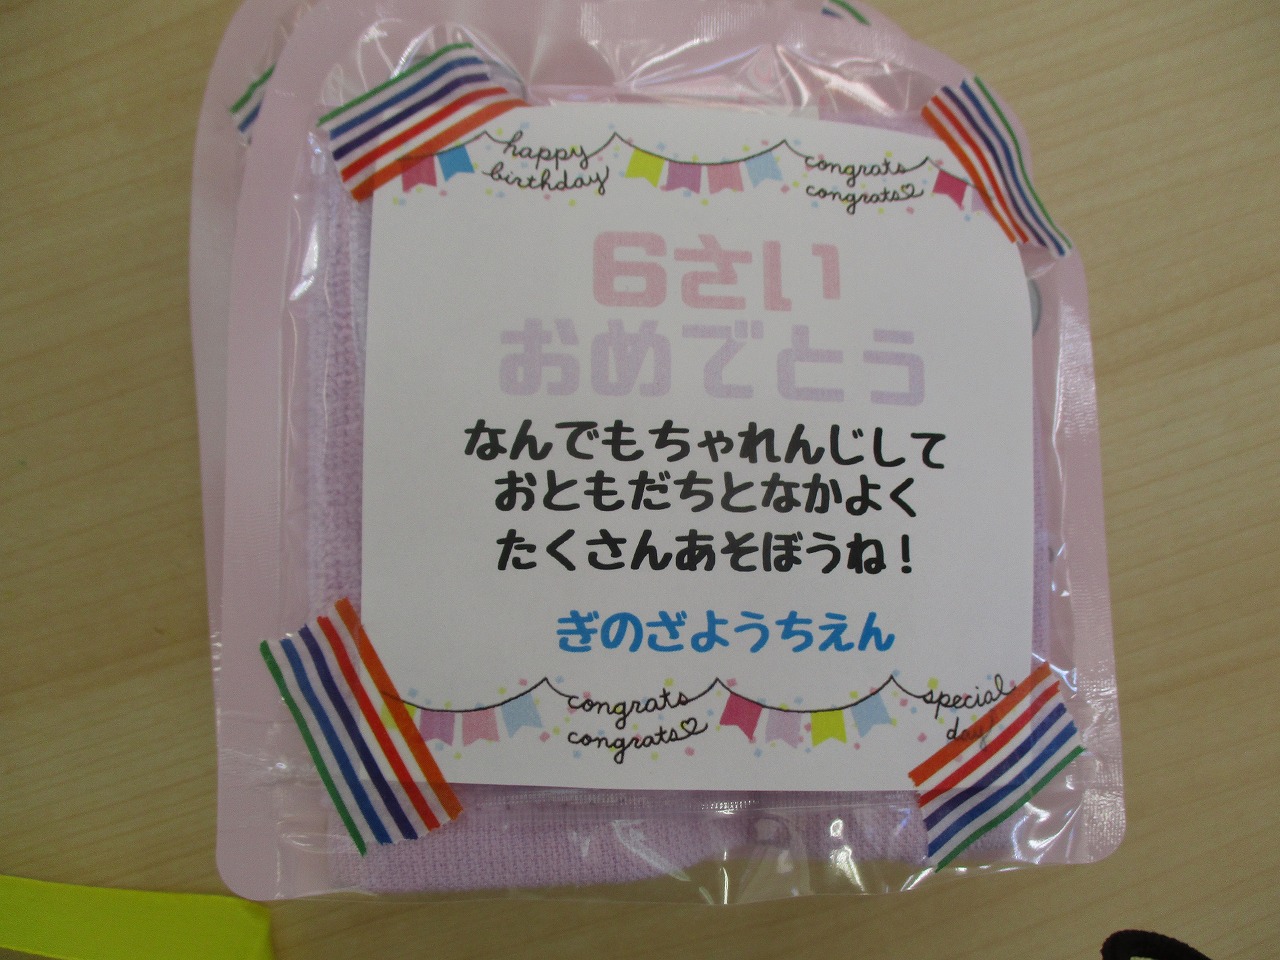 happy
birthday
congrats
congrats
6さい
おめでとう
なんでもちゃれんじして
おともだちとなかよく
たくさんあそぼうね!
ぎのざようちえん
congrats
congrats
special
day